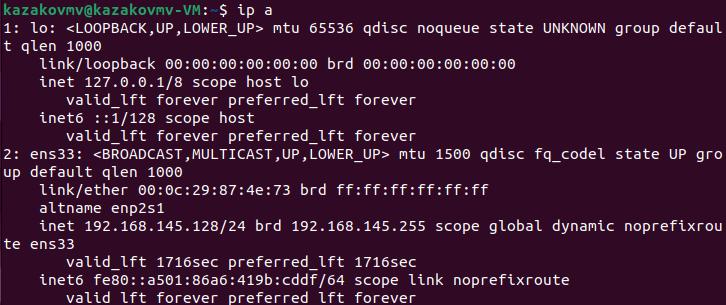 kazakovmv@kazakovmv-VM:~$ ip a
1: lo: <LOOPBACK,UP,LOWER_UP> mtu 65536 qdisc noqueue state UNKNOWN group defaul
t qlen 1000
    link/loopback 00:00:00:00:00:00 brd 00:00:00:00:00:00
    inet 127.0.0.1/8 scope host lo
       valid_lft forever preferred_lft forever
    inet6 ::1/128 scope host
       valid_lft forever preferred_lft forever
2: ens33: <BROADCAST,MULTICAST,UP,LOWER_UP> mtu 1500 qdisc fq_codel state UP gro
up default qlen 1000
    link/ether 00:0c:29:87:4e:73 brd ff:ff:ff:ff:ff:ff
    altname enp2s1
    inet 192.168.145.128/24 brd 192.168.145.255 scope global dynamic noprefixrou
te ens33
       valid_lft 1716sec preferred_lft 1716sec
    inet6 fe80::a501:86a6:419b:cddf/64 scope link noprefixroute
       valid_lft forever preferred_lft forever